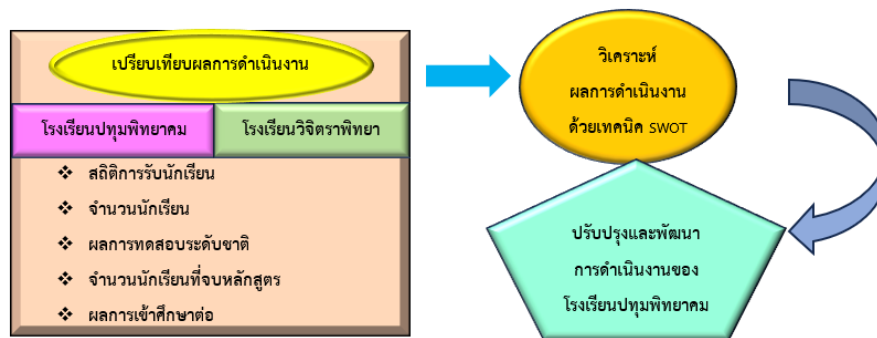 เปรียบเทียบผลการดำเนินงาน
โรงเรียนปทุมพิทยาคม
โรงเรียนวิจิตราพิทยา
❖ สถิติการรับนักเรียน
❖ จำนวนนักเรียน
❖ ผลการทดสอบระดับชาติ
❖ จำนวนนักเรียนที่จบหลักสูตร
❖ ผลการเข้าศึกษาต่อ
วิเคราะห์
ผลการดำเนินงาน
ด้วยเทคนิค SWOT
ปรับปรุงและพัฒนา
การดำเนินงานของ
โรงเรียนปทุมพิทยาคม